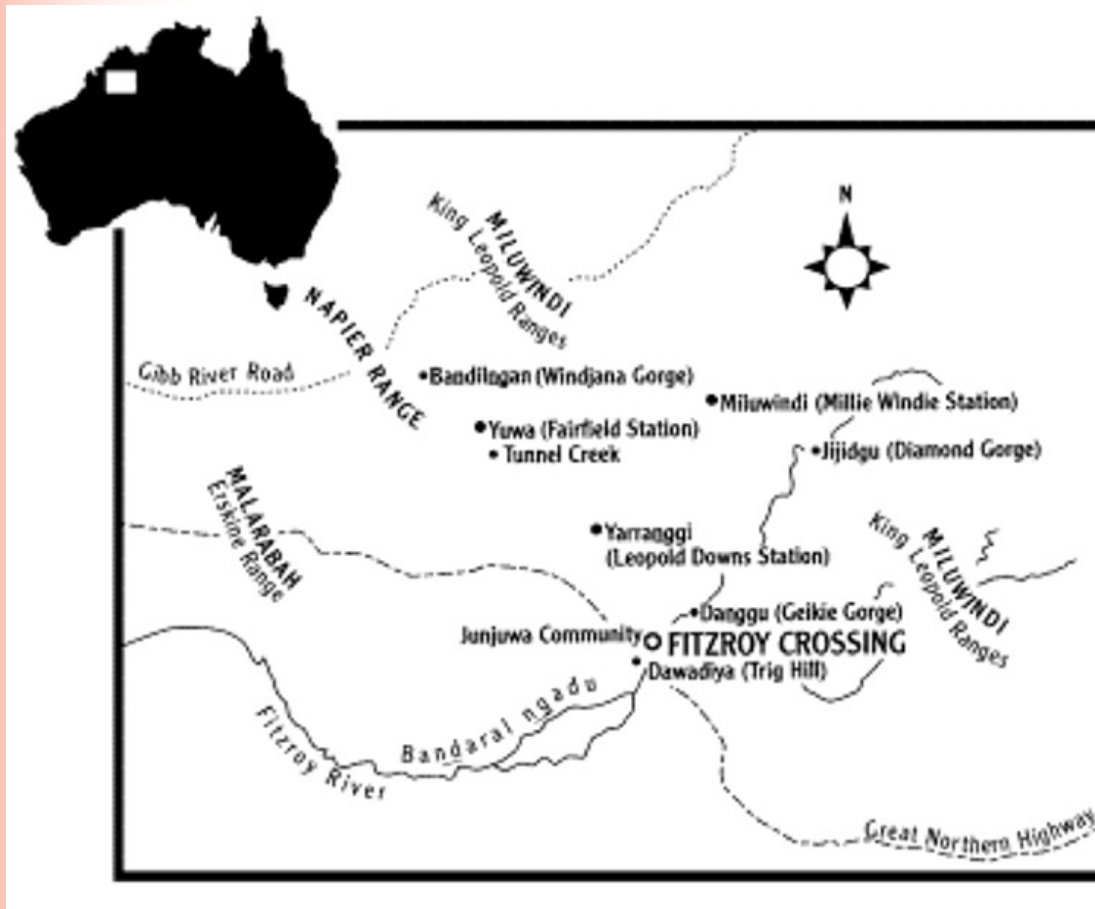 N
MILUWINDI
King Leopold Ranges
NAPIER RANGE
Gibb River Road
Bandilngan (Windjana Gorge)
Miluwindi (Millie Windie Station)
Yuwa (Fairfield Station)
Tunnel Creek
Jijidgu (Diamond Gorge)
MALARABAH
Erskine Range
Yarranggi
(Leopold Downs Station)
MILUWINDI
King Leopold Ranges
Danggu (Geikie Gorge)
Junjuwa Community
FITZROY CROSSING
Dawadiya (Trig Hill)
Bandaral ngadu
Fitzroy River
Great Northern Highway